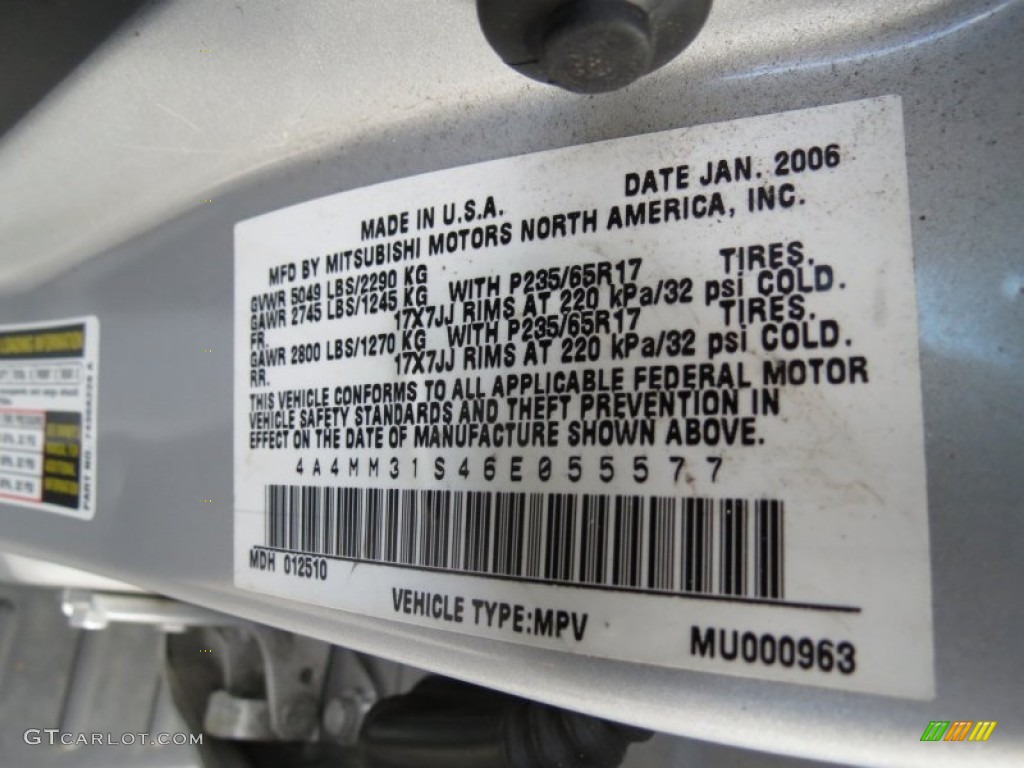 MADE IN U.S.A. DATE JAN. 2006
MFD BY MITSUBISHI MOTORS NORTH AMERICA, INC.
GVWR 5049 LBS/2290 KG
GAWR 2745 LBS/1245 KG WITH P235/65R17 TIRES.
FR. 17X7JJ RIMS AT 220 kPa/32 psi COLD.
GAWR 2800 LBS/1270 KG WITH P235/65R17 TIRES.
RR. 17X7JJ RIMS AT 220 kPa/32 psi COLD.
THIS VEHICLE CONFORMS TO ALL APPLICABLE FEDERAL MOTOR
VEHICLE SAFETY STANDARDS AND THEFT PREVENTION IN
EFFECT ON THE DATE OF MANUFACTURE SHOWN ABOVE.
4A4MM31S46E055577
MDH 012510
VEHICLE TYPE:MPV
MU000963
INFORMATION
PART NO.
GTCARLOT.COM